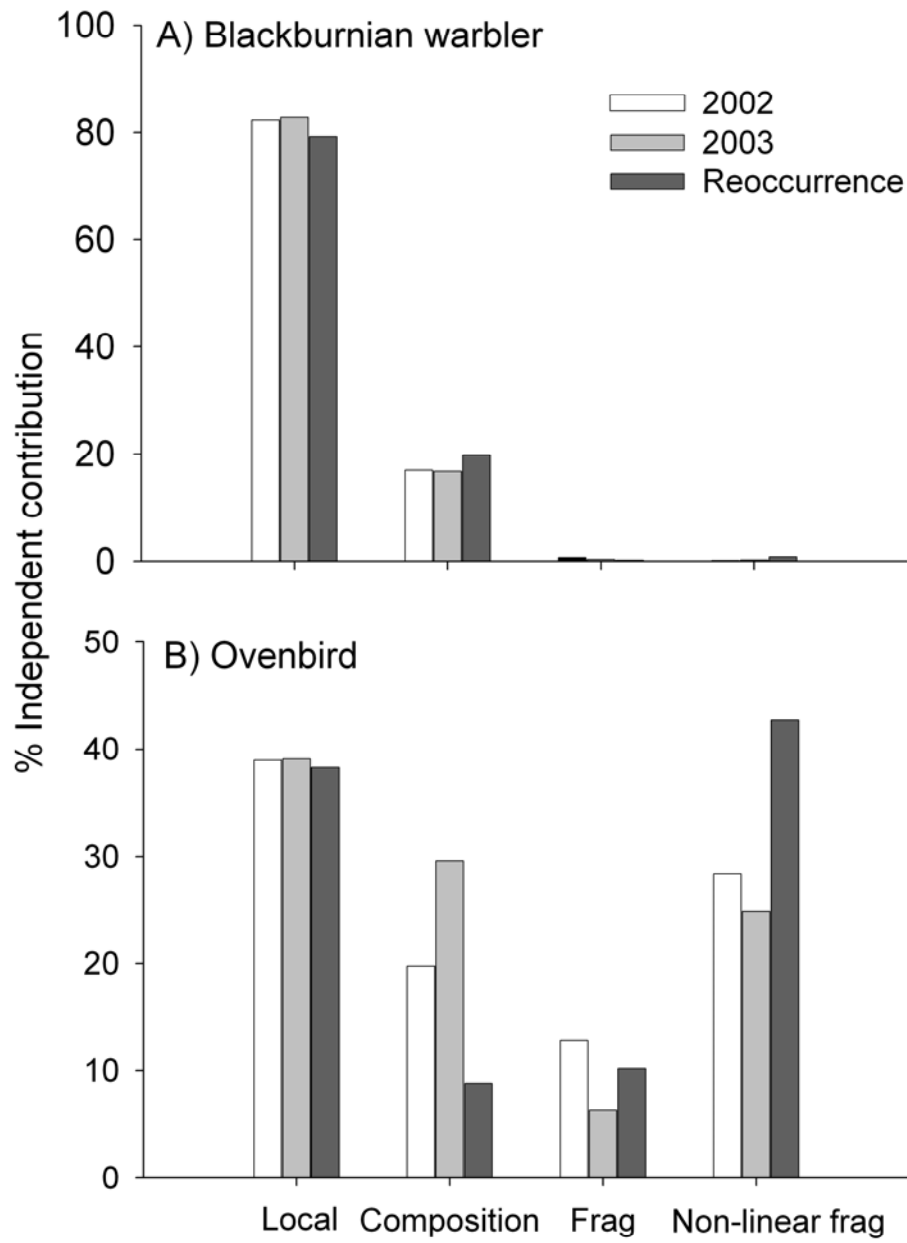 % Independent contribution
A) Blackburnian warbler
100
80
60
40
20
0
2002
2003
Reoccurrence
B) Ovenbird
50
40
30
20
10
0
Local
Composition
Frag
Non-linear frag